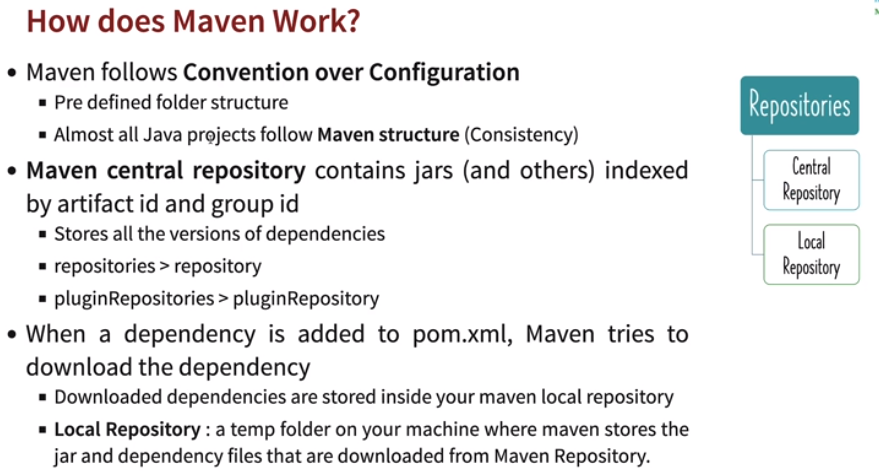 How does Maven Work?
• Maven follows Convention over Configuration
▪ Pre defined folder structure
▪ Almost all Java projects follow Maven structure (Consistency)
• Maven central repository contains jars (and others) indexed
by artifact id and group id
▪ Stores all the versions of dependencies
▪ repositories > repository
▪ pluginRepositories > pluginRepository
• When a dependency is added to pom.xml, Maven tries to
download the dependency
▪ Downloaded dependencies are stored inside your maven local repository
▪ Local Repository : a temp folder on your machine where maven stores the
jar and dependency files that are downloaded from Maven Repository.
Repositories
Central
Repository
Local
Repository